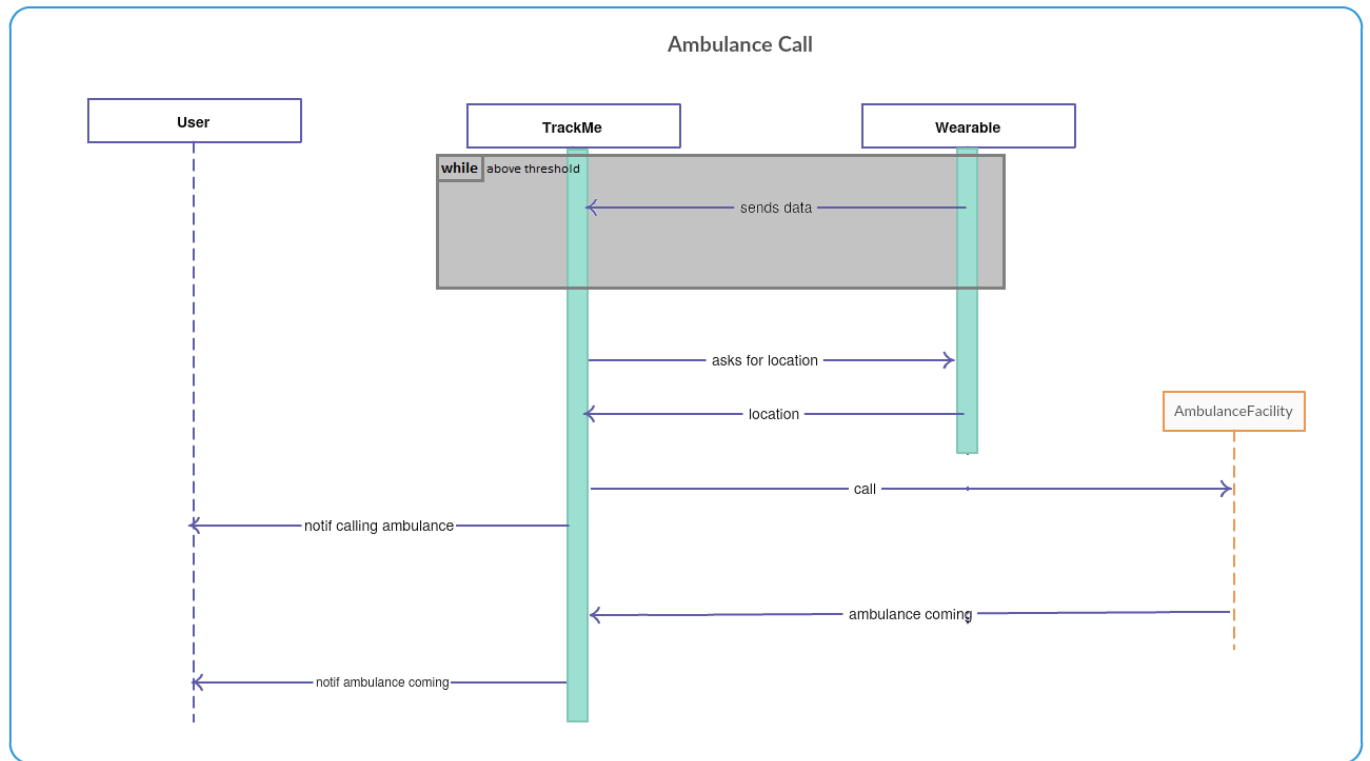 Ambulance Call
User
TrackMe
Wearable
while above threshold
sends data
asks for location
location
AmbulanceFacility
call
notif calling ambulance
ambulance coming
notif ambulance coming